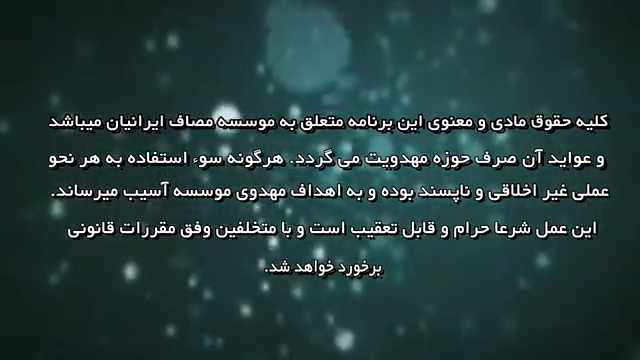 کلیه حقوق مادی و معنوی این برنامه متعلق به موسسه مصاف ایرانیان میباشد
و عواید آن صرف حوزه مهدویت می گردد. هرگونه سوء استفاده به هر نحو
عملی غیر اخلاقی و ناپسند بوده و به اهداف مهدوی موسسه آسیب میرساند.
این عمل شرعا حرام و قابل تعقیب است و با متخلفین وفق مقررات قانونی
برخورد خواهد شد.